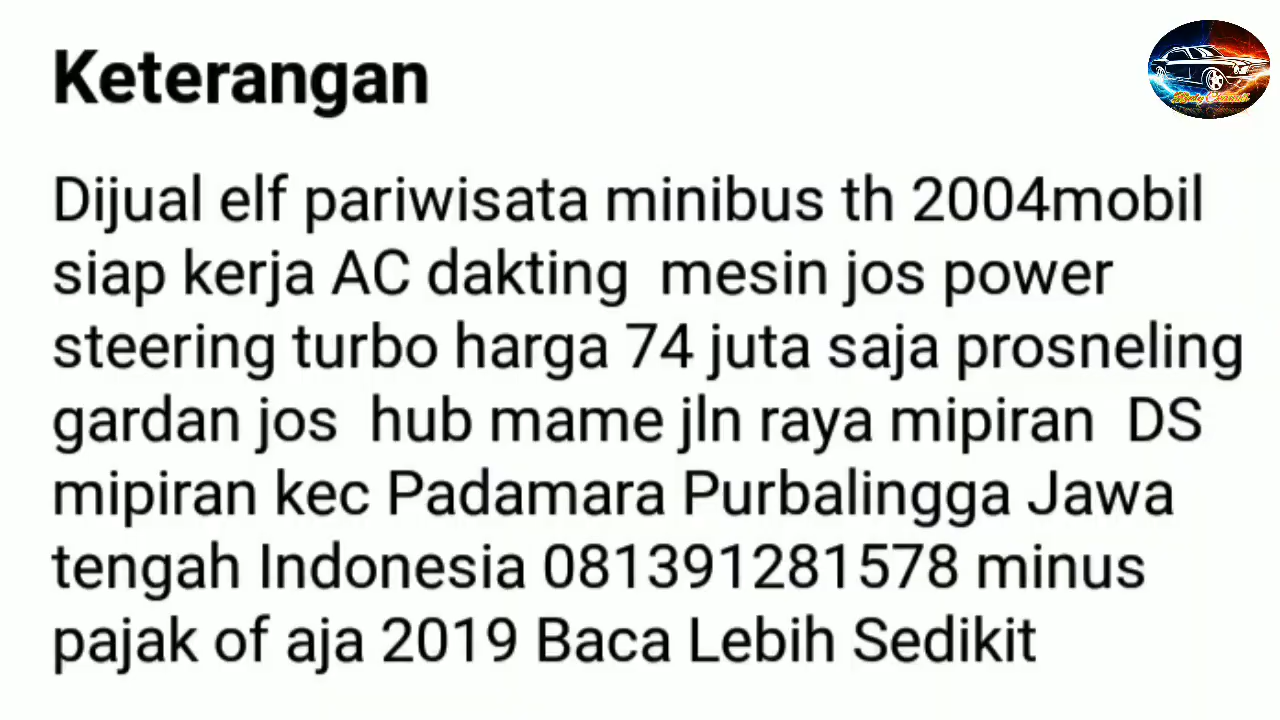 Keterangan
Dijual elf pariwisata minibus th 2004mobil
siap kerja AC dakting mesin jos power
steering turbo harga 74 juta saja prosneling
gardan jos hub mame jln raya mipiran DS
mipiran kec Padamara Purbalingga Jawa
tengah Indonesia 081391281578 minus
pajak of aja 2019 Baca Lebih Sedikit